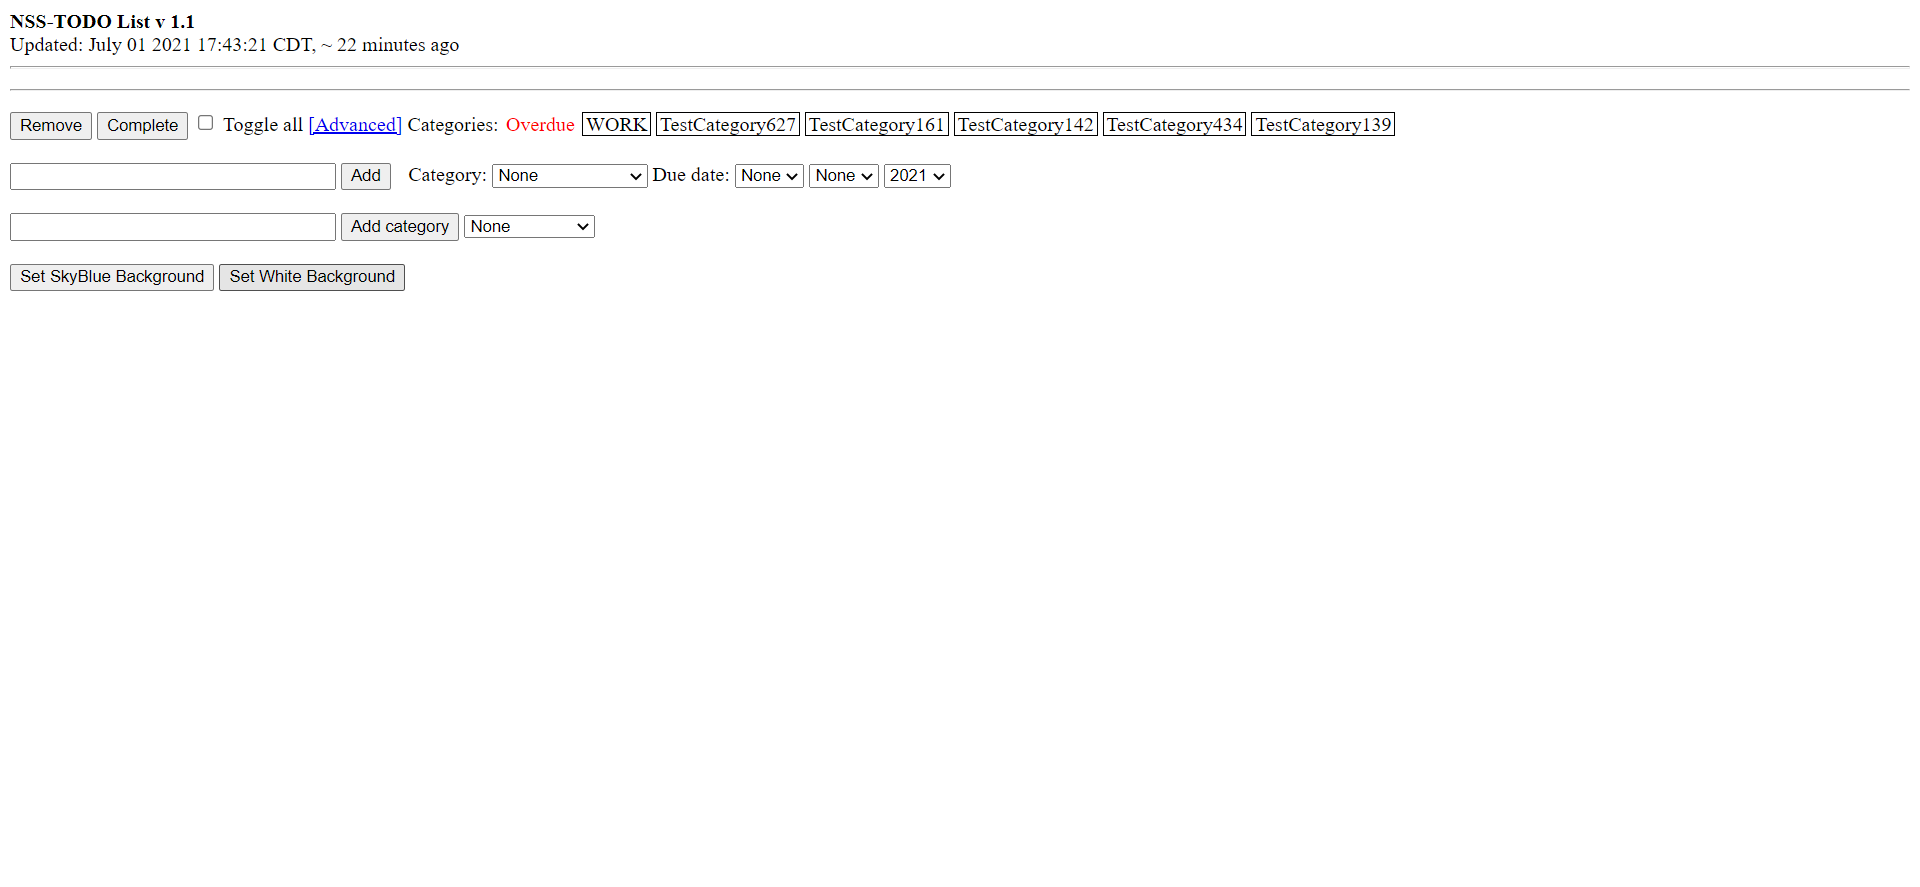 NSS-TODO List v 1.1
Updated: July 01 2021 17:43:21 CDT, ~ 22 minutes ago
Remove Complete Toggle all [Advanced] Categories: Overdue WORK TestCategory627 TestCategory161 TestCategory142 TestCategory434 TestCategory139
Add Category: None Due date: None None 2021
Add category None
Set SkyBlue Background Set White Background